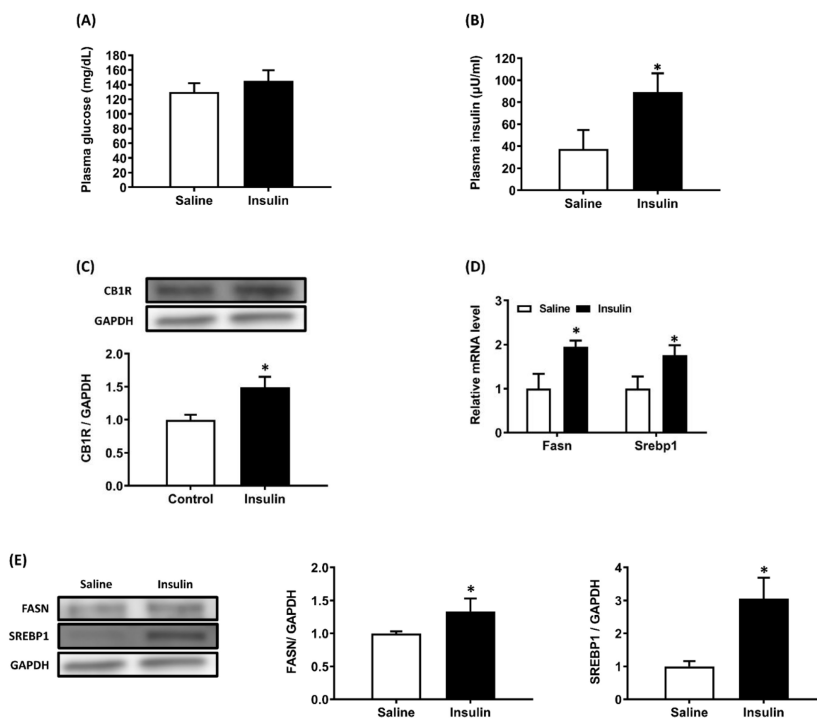 (A)
Plasma glucose (mg/dL)
160
140
120
100
80
60
40
20
0
Saline Insulin
(B)
Plasma insulin (μU/ml)
120
100
80
60
40
20
0
*
Saline Insulin
(C)
CB1R
GAPDH
CB1R / GAPDH
2.0
1.5
1.0
0.5
0.0
*
Control Insulin
(D)
Relative mRNA level
3
2
1
0
Saline Insulin
* *
Fasn Srebp1
(E)
Saline Insulin
FASN
SREBP1
GAPDH
FASN/ GAPDH
2.0
1.5
1.0
0.5
0.0
*
Saline Insulin
SREBP1 / GAPDH
4
3
2
1
0
*
Saline Insulin